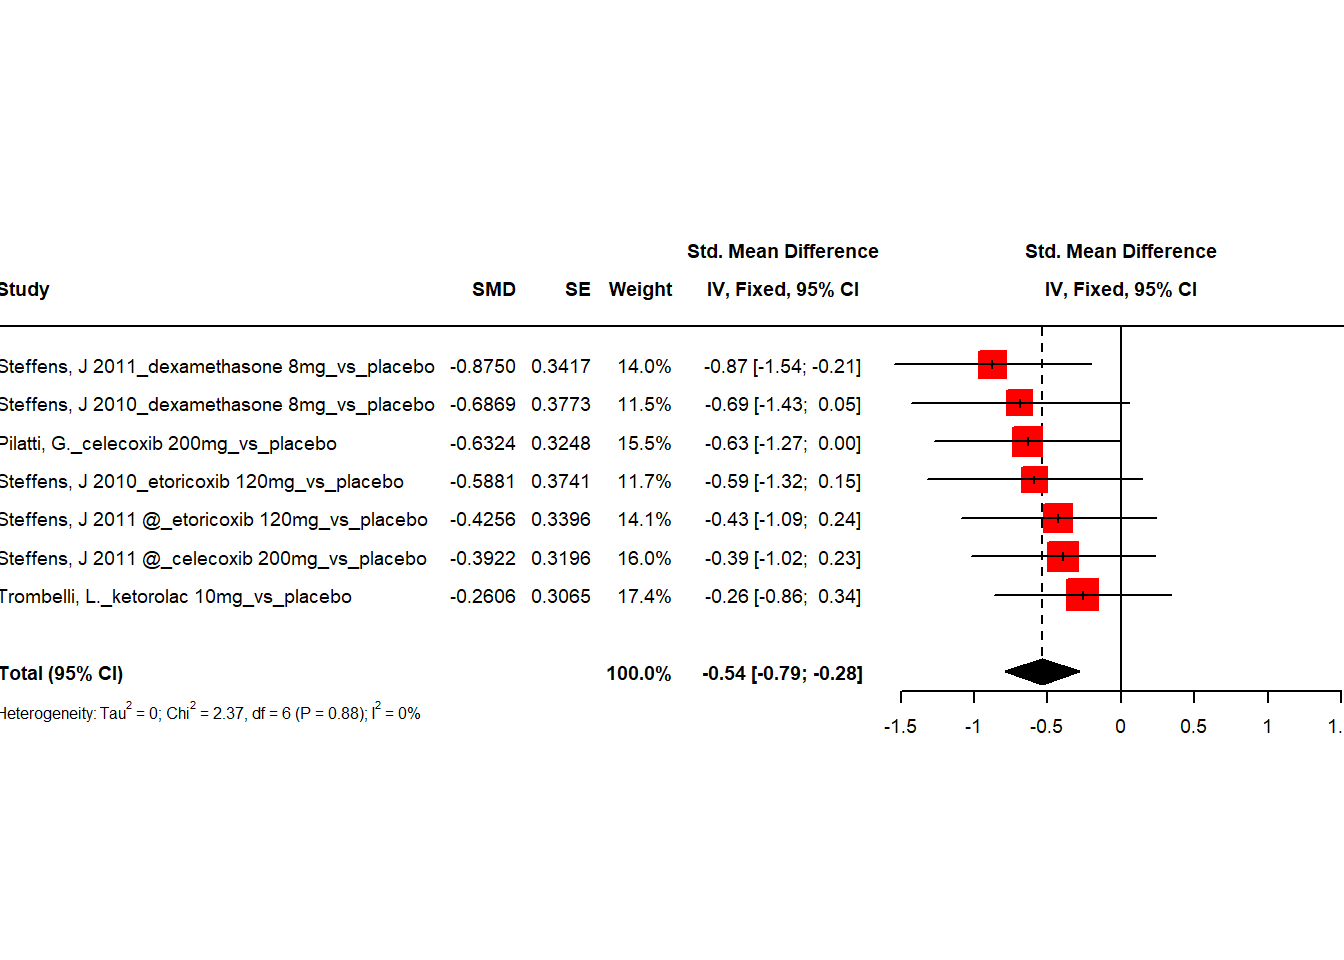 Std. Mean Difference Std. Mean Difference
Study SMD SE Weight IV, Fixed, 95% CI IV, Fixed, 95% CI
Steffens, J 2011_dexamethasone 8mg_vs_placebo -0.8750 0.3417 14.0% -0.87 [-1.54; -0.21]
Steffens, J 2010_dexamethasone 8mg_vs_placebo -0.6869 0.3773 11.5% -0.69 [-1.43; 0.05]
Pilatti, G._celecoxib 200mg_vs_placebo -0.6324 0.3248 15.5% -0.63 [-1.27; 0.00]
Steffens, J 2010_etoricoxib 120mg_vs_placebo -0.5881 0.3741 11.7% -0.59 [-1.32; 0.15]
Steffens, J 2011 @_etoricoxib 120mg_vs_placebo -0.4256 0.3396 14.1% -0.43 [-1.09; 0.24]
Steffens, J 2011 @_celecoxib 200mg_vs_placebo -0.3922 0.3196 16.0% -0.39 [-1.02; 0.23]
Trombelli, L._ketorolac 10mg_vs_placebo -0.2606 0.3065 17.4% -0.26 [-0.86; 0.34]
Total (95% CI) 100.0% -0.54 [-0.79; -0.28]
Heterogeneity: Tau² = 0; Chi² = 2.37, df = 6 (P = 0.88); I² = 0%
-1.5 -1 -0.5 0 0.5 1 1.